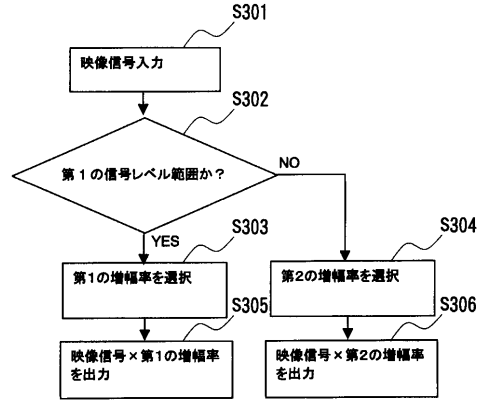 S301
映像信号入力
S302
第1の信号レベル範囲か?
NO
YES
S303
第1の増幅率を選択
S304
第2の増幅率を選択
S305
映像信号×第1の増幅率
を出力
S306
映像信号×第2の増幅率
を出力